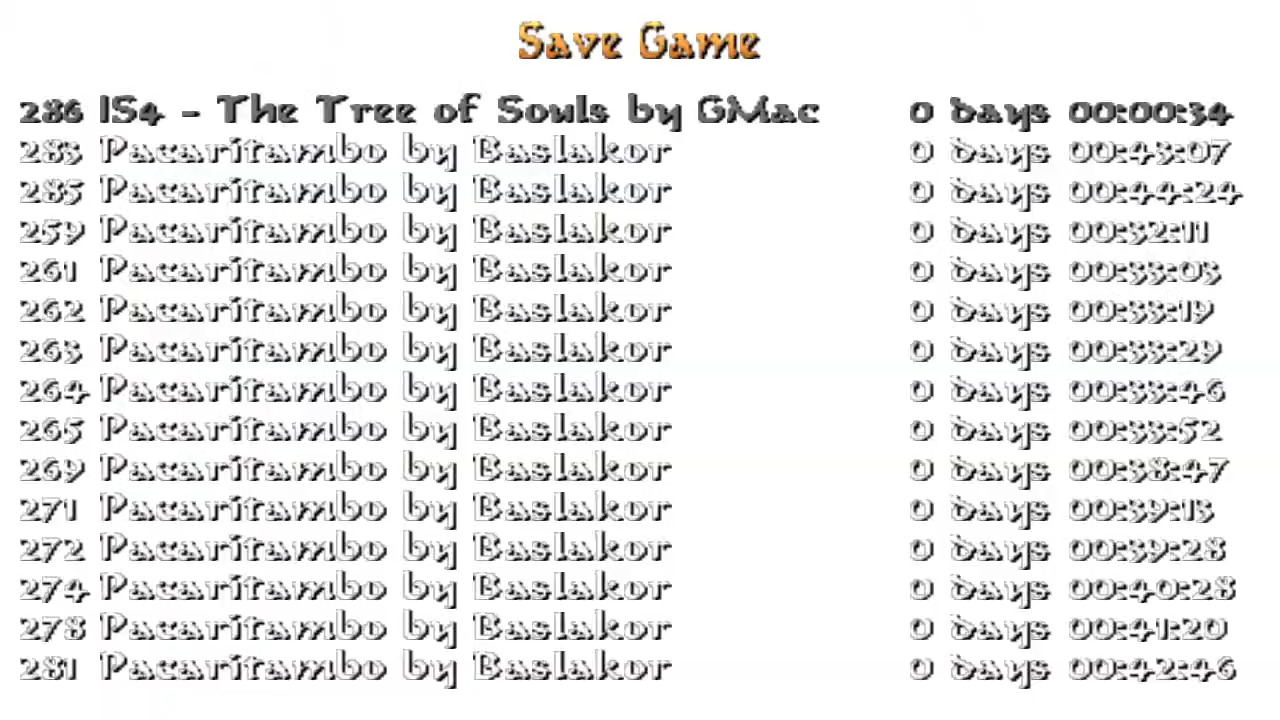 Save Game
286 IS4 - The Tree of Souls by GMac 0 days 00:00:34
283 Pacaritambo by Baslakor 0 days 00:43:07
285 Pacaritambo by Baslakor 0 days 00:44:24
259 Pacaritambo by Baslakor 0 days 00:32:11
261 Pacaritambo by Baslakor 0 days 00:33:03
262 Pacaritambo by Baslakor 0 days 00:33:19
263 Pacaritambo by Baslakor 0 days 00:33:29
264 Pacaritambo by Baslakor 0 days 00:33:46
265 Pacaritambo by Baslakor 0 days 00:33:52
269 Pacaritambo by Baslakor 0 days 00:38:47
271 Pacaritambo by Baslakor 0 days 00:39:13
272 Pacaritambo by Baslakor 0 days 00:39:28
274 Pacaritambo by Baslakor 0 days 00:40:28
278 Pacaritambo by Baslakor 0 days 00:41:20
281 Pacaritambo by Baslakor 0 days 00:42:46